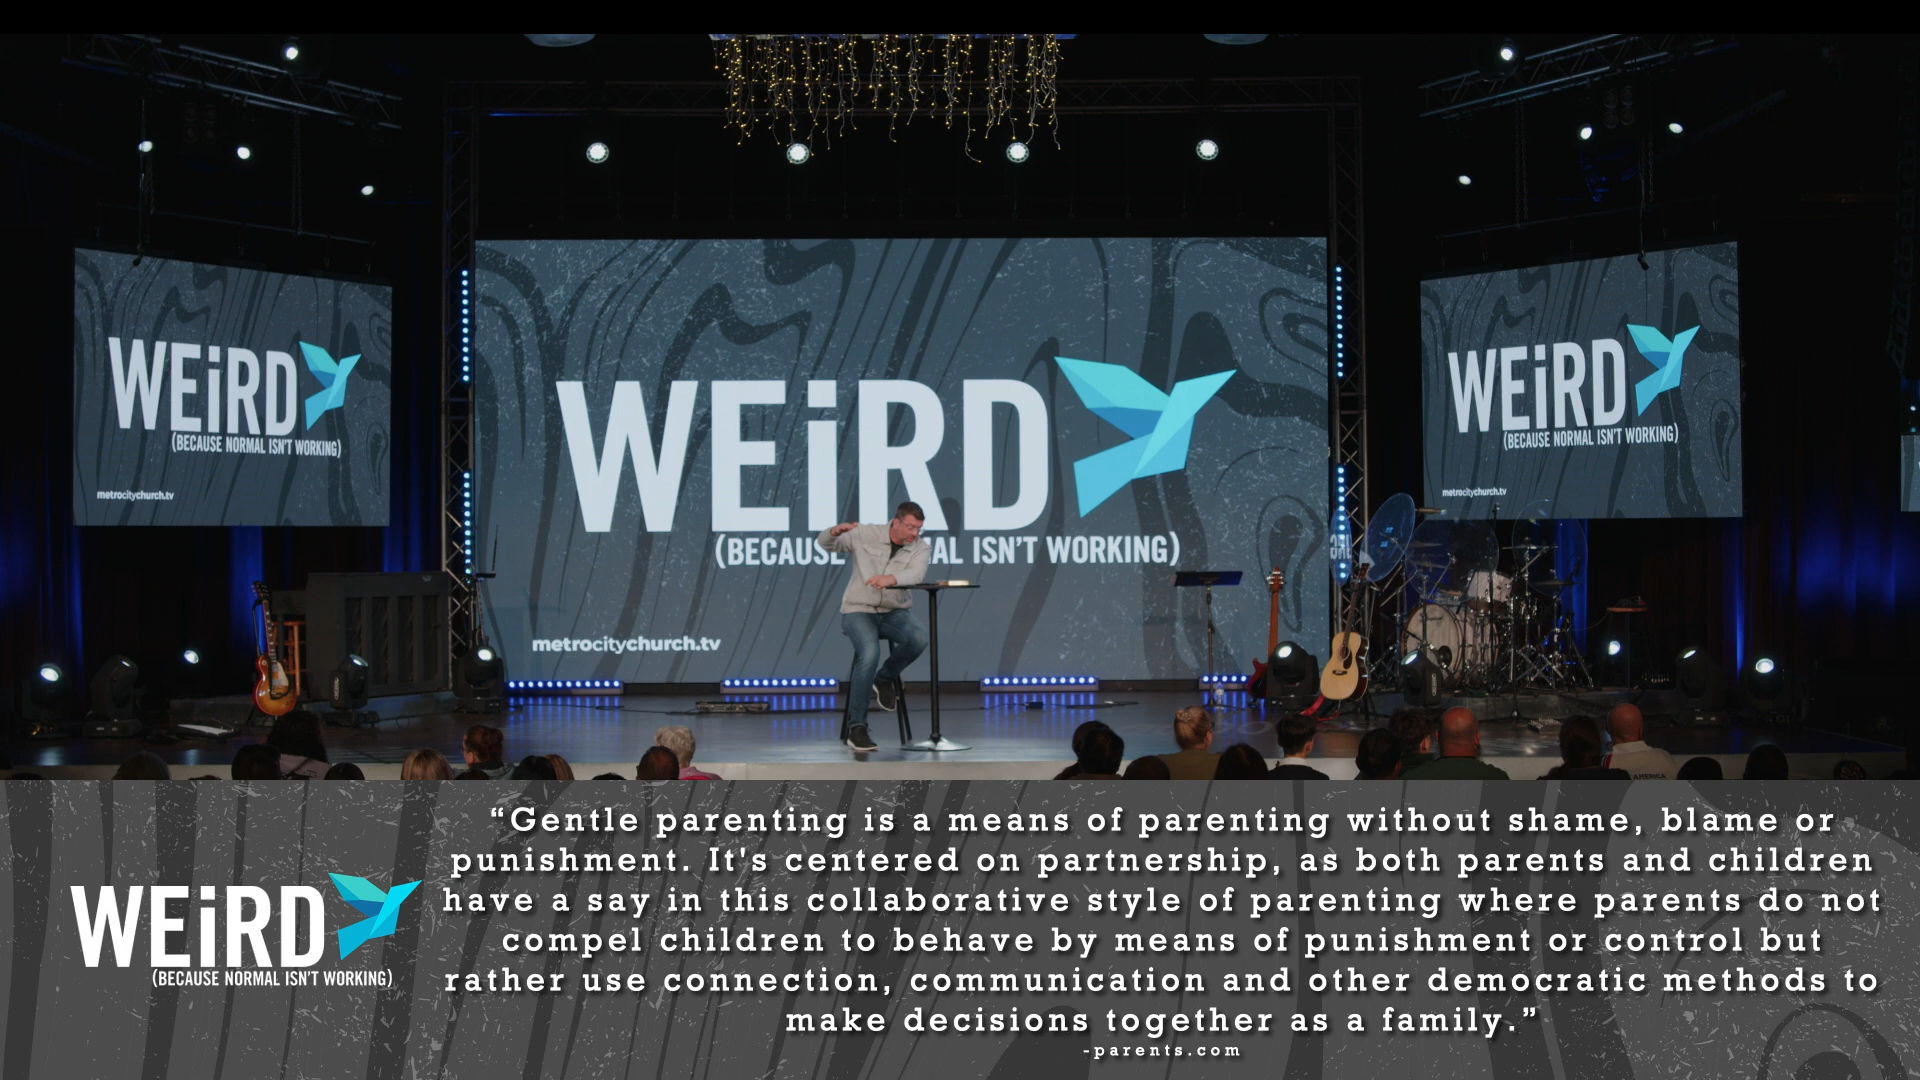 WEiRD
(BECAUSE NORMAL ISN'T WORKING)
metrocitychurch.tv
WEiRD
(BECAUSE AL ISN'T WORKING)
metrocitychurch.tv
WEiRD
(BECAUSE NORMAL ISN'T WORKING)
metrocitychurch.tv
AMERICA
WEiRD
(BECAUSE NORMAL ISN'T WORKING)
“Gentle parenting is a means of parenting without shame, blame or
punishment. It's centered on partnership, as both parents and children
have a say in this collaborative style of parenting where parents do not
compel children to behave by means of punishment or control but
rather use connection, communication and other democratic methods to
make decisions together as a family.”
-parents.com